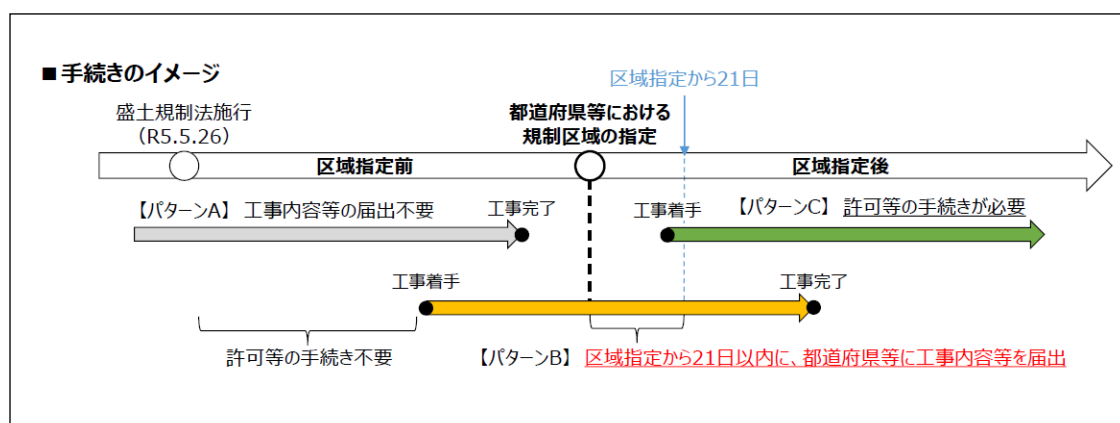 ■手続きのイメージ
区域指定から21日
盛土規制法施行
（R5.5.26）
都道府県等における
規制区域の指定
区域指定前
区域指定後
【パターンA】 工事内容等の届出不要
工事完了
工事着手
【パターンC】 許可等の手続きが必要
工事着手
工事完了
許可等の手続き不要
【パターンB】 区域指定から21日以内に、都道府県等に工事内容等を届出